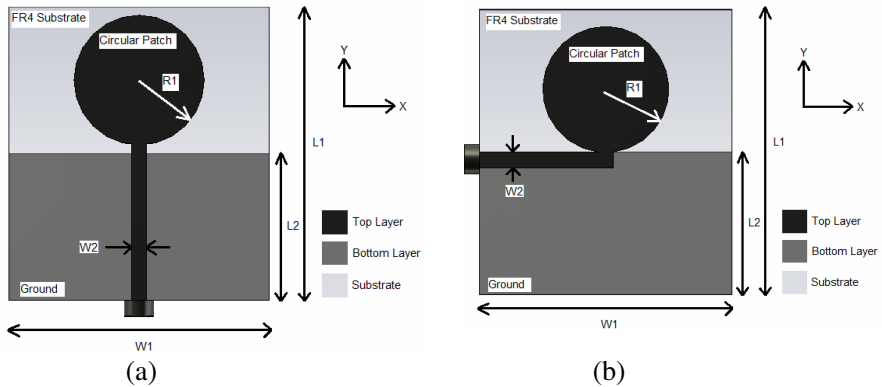 FR4 Substrate
Circular Patch
R1
Y
X
L1
L2
W2
Top Layer
Bottom Layer
Substrate
Ground
W1
(a)
FR4 Substrate
Circular Patch
R1
Y
X
L1
W2
L2
Top Layer
Bottom Layer
Substrate
Ground
W1
(b)